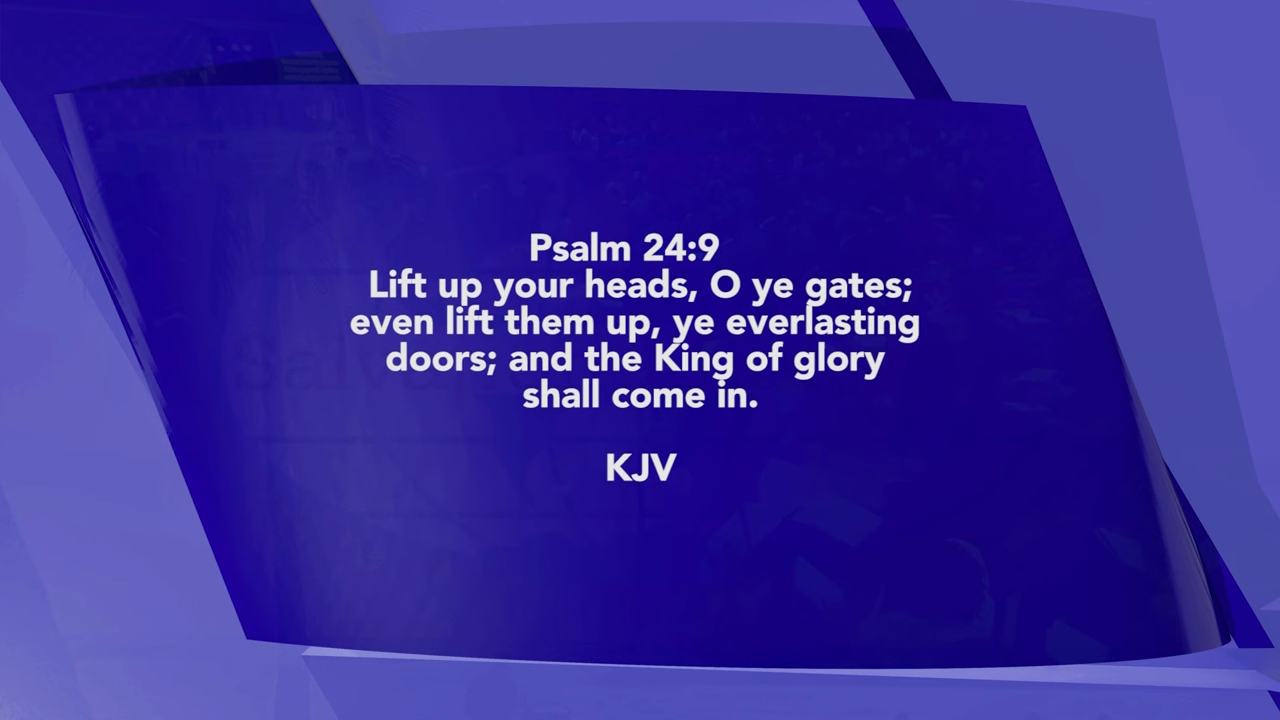 Psalm 24:9
Lift up your heads, O ye gates;
even lift them up, ye everlasting
doors; and the King of glory
shall come in.
KJV